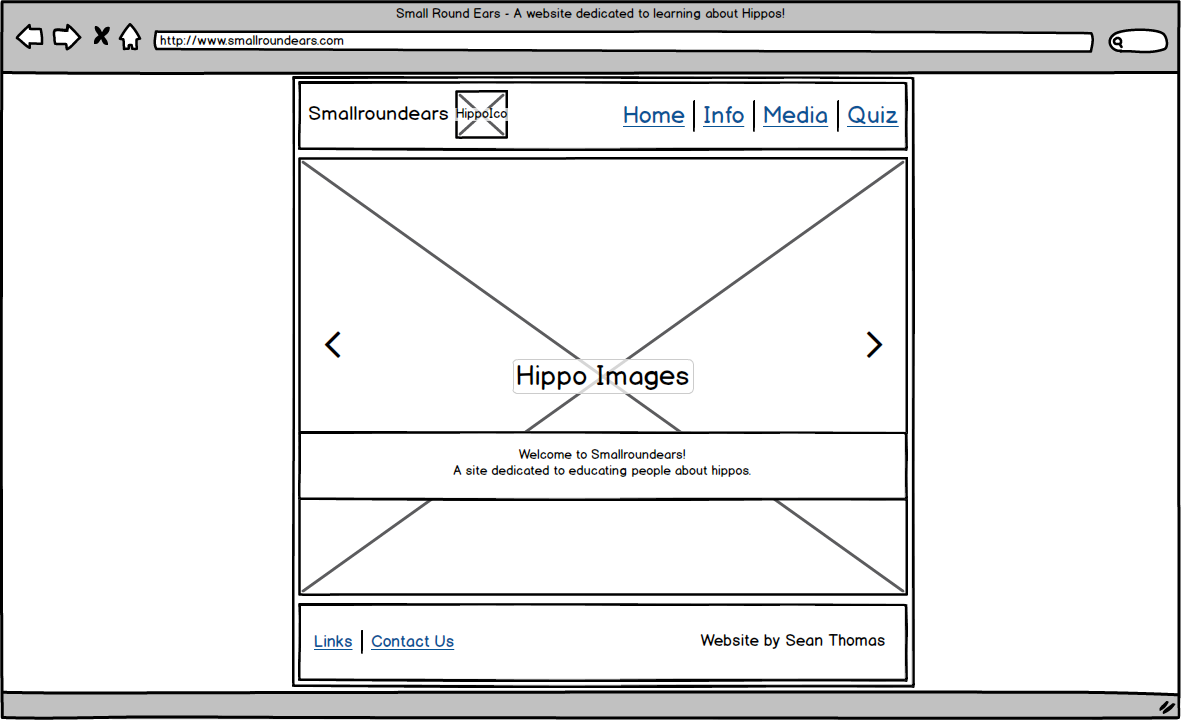 Small Round Ears - A website dedicated to learning about Hippos!
http://www.smallroundears.com
Smallroundears HippoIco Home Info Media Quiz
Hippo Images
Welcome to Smallroundears!
A site dedicated to educating people about hippos.
Links Contact Us Website by Sean Thomas